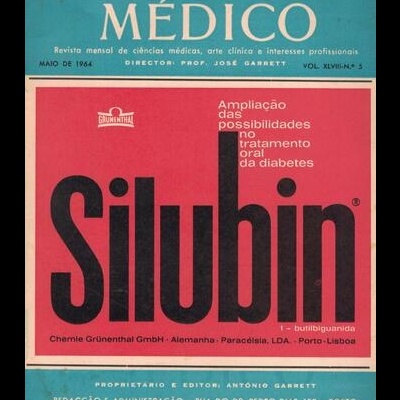 MÉDICO
Revista mensal de ciências médicas, arte clínica e interesses profissionais
MAIO DE 1964 DIRECTOR: PROF. JOSÉ GARRETT VOL. XLVIII-N.º 5
GRÜNENTHAL
Ampliação
das
possibilidades
no
tratamento
oral
da diabetes
Silubin®
1 - butilbiguanida
Chemie Grünenthal GmbH - Alemanha - Paracélsia, LDA. - Porto-Lisboa
PROPRIETÁRIO E EDITOR: ANTÓNIO GARRETT